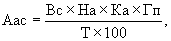 Аас = Вс × На × Ка × Гп / Т × 100 ,